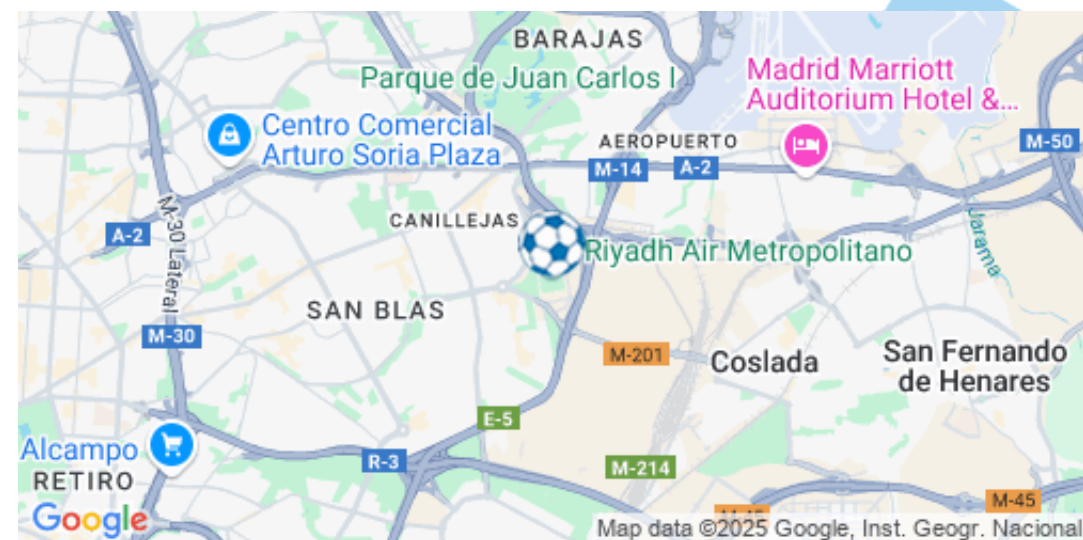 BARAJAS
Parque de Juan Carlos I
Madrid Marriott
Auditorium Hotel &...
Centro Comercial
Arturo Soria Plaza
AEROPUERTO
M-50
M-14
A-2
CANILLEJAS
A-2
M-30 Lateral
Riyadh Air Metropolitano
Jarama
SAN BLAS
M-30
M-201
Coslada
San Fernando
de Henares
E-5
Alcampo
R-3
M-214
RETIRO
M-45
M-45
Google
Map data ©2025 Google, Inst. Geogr. Nacional